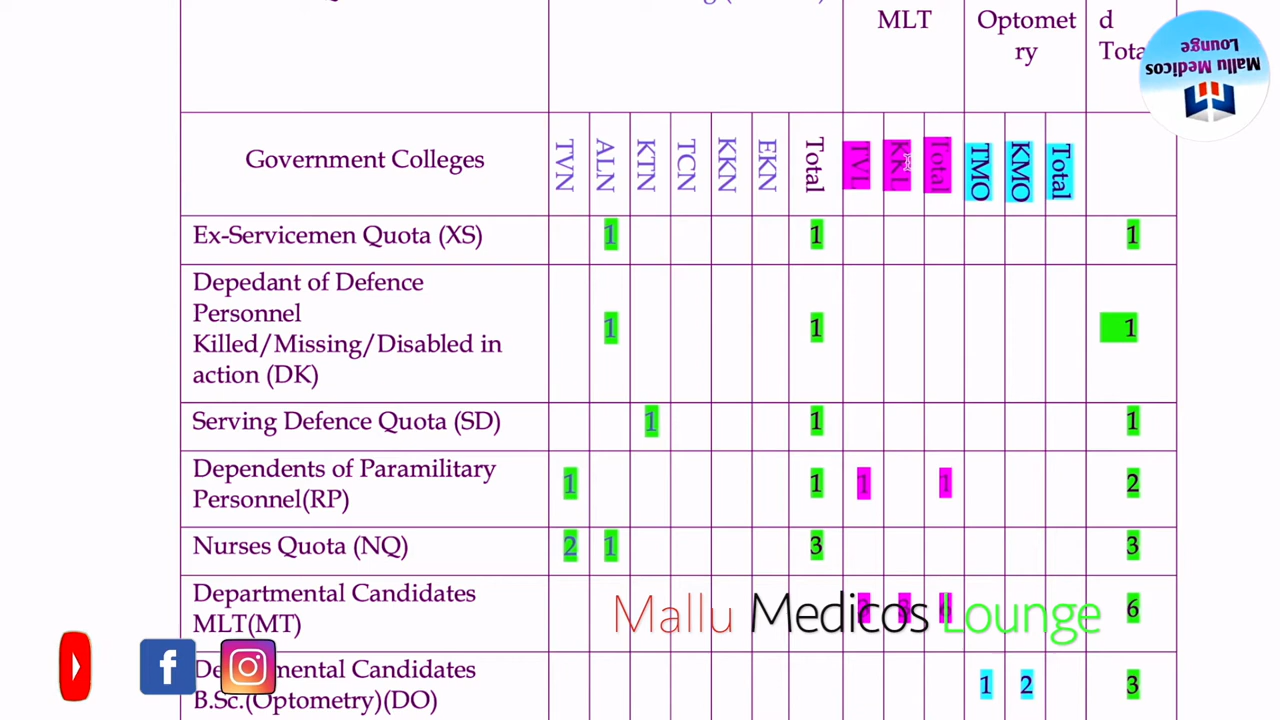 MLT
Optomet
ry
d
Tota
Mallu Medicos
Lounge
Government Colleges
TVN
ALN
KTN
TCN
KKN
EKN
Total
TVL
KKL
Total
TMO
KMO
Total
Ex-Servicemen Quota (XS)
1
1
1
Depedant of Defence
Personnel
Killed/Missing/Disabled in
action (DK)
1
1
1
Serving Defence Quota (SD)
1
1
1
Dependents of Paramilitary
Personnel(RP)
1
1
1
1
2
Nurses Quota (NQ)
2
1
3
3
Departmental Candidates
MLT(MT)
6
Mallu Medicos Lounge
mental Candidates
B.Sc.(Optometry)(DO)
1
2
3